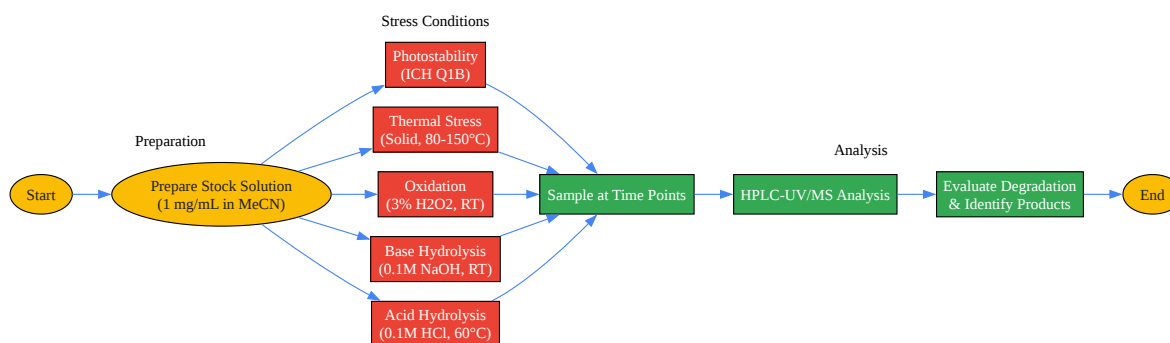 Stress Conditions
Photostability
(ICH Q1B)
Thermal Stress
(Solid, 80-150°C)
Preparation
Analysis
Start
Prepare Stock Solution
(1 mg/mL in MeCN)
Oxidation
(3% H2O2, RT)
Sample at Time Points
HPLC-UV/MS Analysis
Evaluate Degradation
& Identify Products
End
Base Hydrolysis
(0.1M NaOH, RT)
Acid Hydrolysis
(0.1M HCl, 60°C)